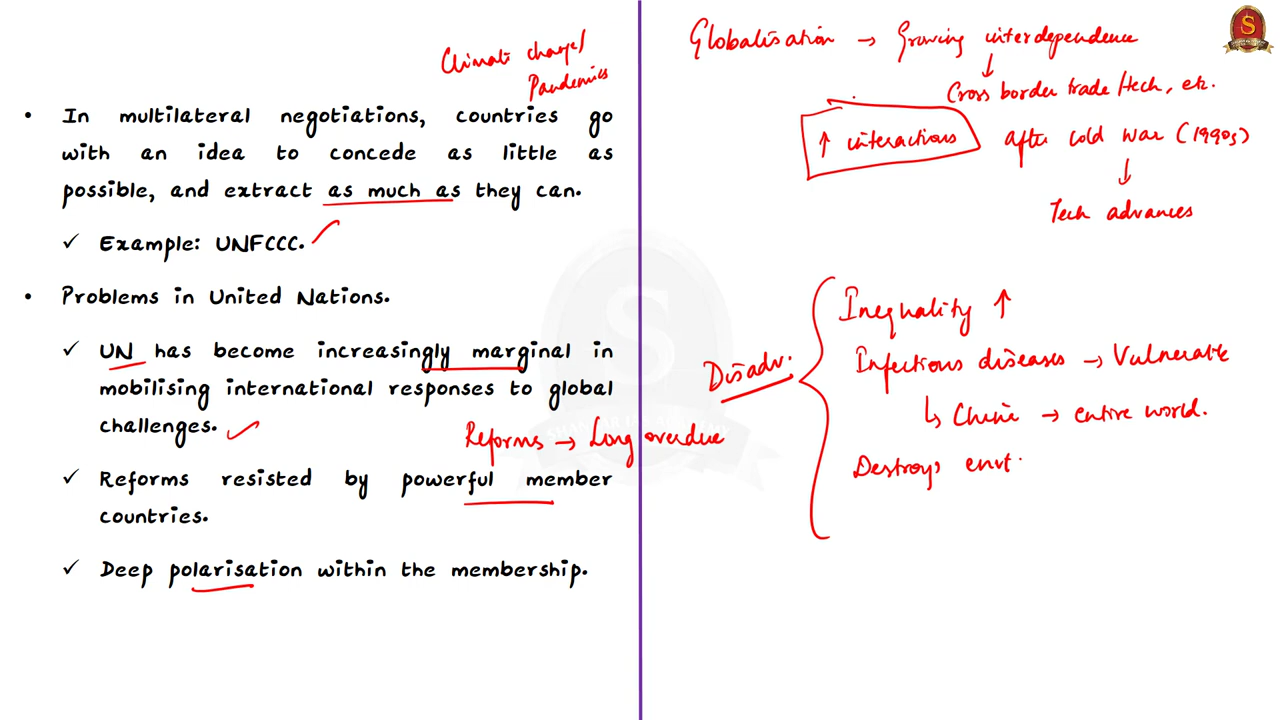 Climate change/
Pandemics
• In multilateral negotiations, countries go
with an idea to concede as little as
possible, and extract as much as they can.
✓ Example: UNFCCC.
• Problems in United Nations.
✓ UN has become increasingly marginal in
mobilising international responses to global
challenges.
Reforms → Long overdue
✓ Reforms resisted by powerful member
countries.
✓ Deep polarisation within the membership.
Globalisation → Growing interdependence
↓
Cross border trade/tech, etc.
↑ interactions after cold war (1990s)
↓
Tech advances
Disadv.
Inequality ↑
Infectious diseases → Vulnerable
↳ China → entire world.
Destroys envt.